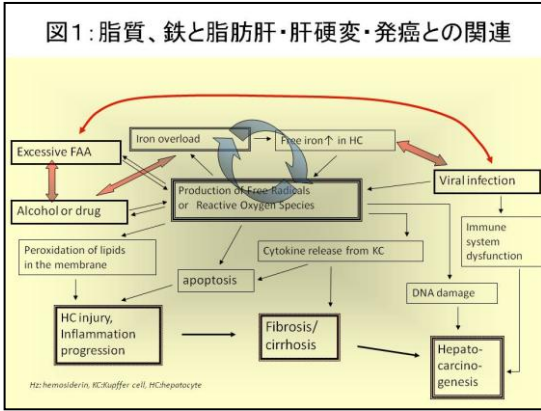 図1:脂質、鉄と脂肪肝・肝硬変・発癌との関連
Iron overload
Free iron↑ in HC
Excessive FAA
Viral infection
Production of Free Radicals
or Reactive Oxygen Species
Alcohol or drug
Immune
system
dysfunction
Peroxidation of lipids
in the membrane
Cytokine release from KC
apoptosis
DNA damage
HC injury,
Inflammation
progression
Fibrosis/
cirrhosis
Hepato-
carcino-
genesis
Hz: hemosiderin, KC:Kupffer cell, HC:hepatocyte